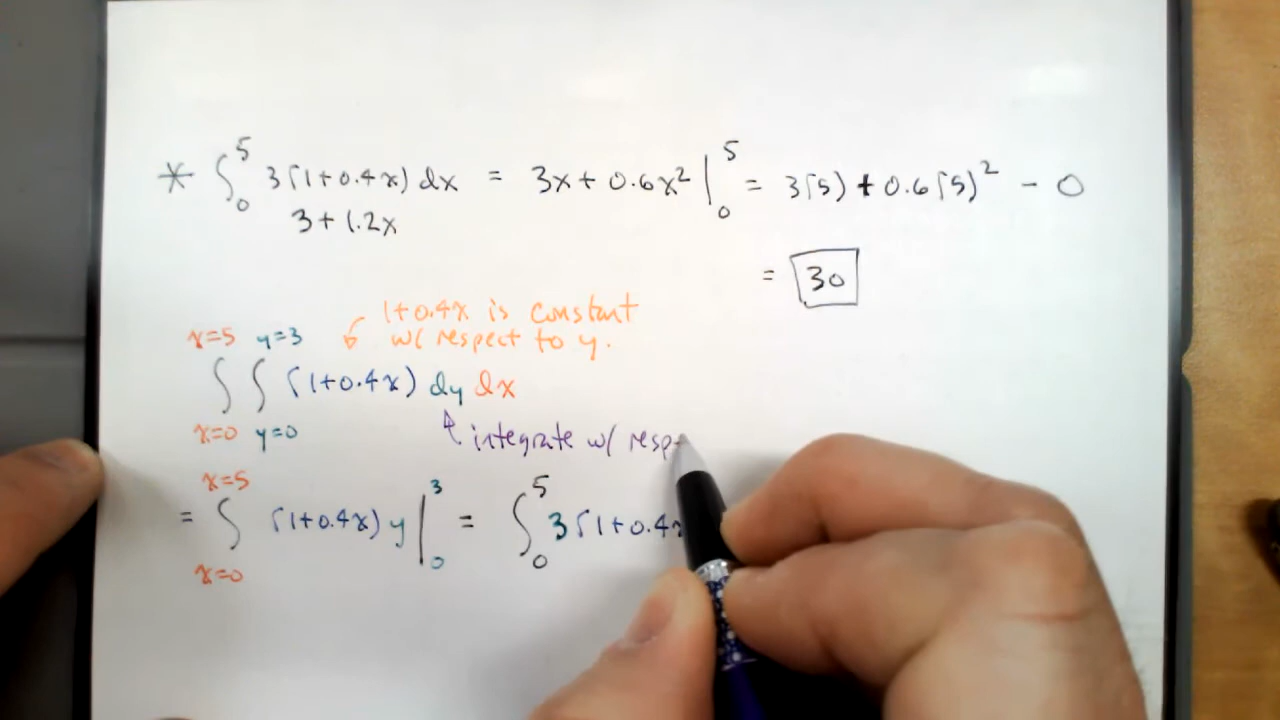 * ∫₀⁵ 3(1+0.4x) dx = 3x+0.6x² |₀⁵ = 3(5) + 0.6(5)² - 0
3+1.2x
= 30
1+0.4x is constant
w/ respect to y.
x=5 y=3
∫ ∫ (1+0.4x) dy dx
x=0 y=0
integrate w/ resp
x=5
= ∫ (1+0.4x) y |₀³ = ∫₀⁵ 3(1+0.4x
x=0